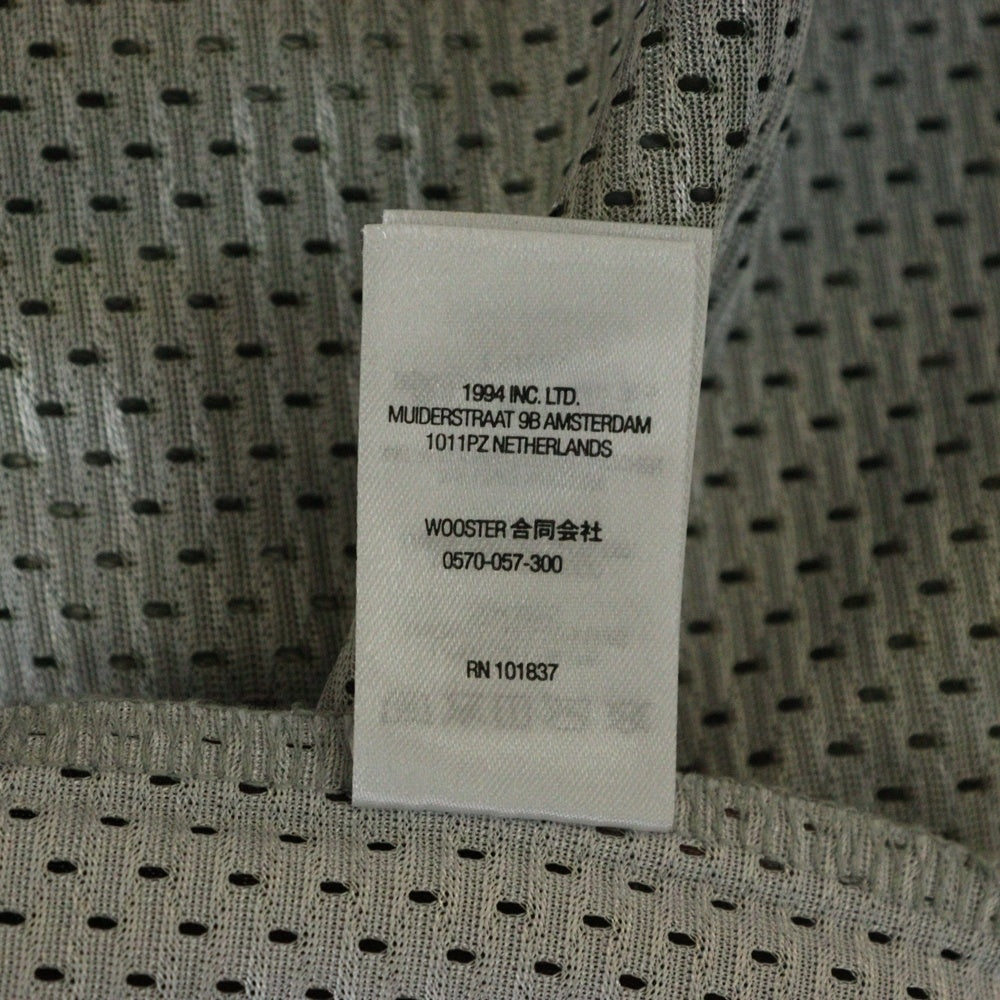 1994 INC. LTD.
MUIDERSTRAAT 9B AMSTERDAM
1011PZ NETHERLANDS
WOOSTER 合同会社
0570-057-300
RN 101837